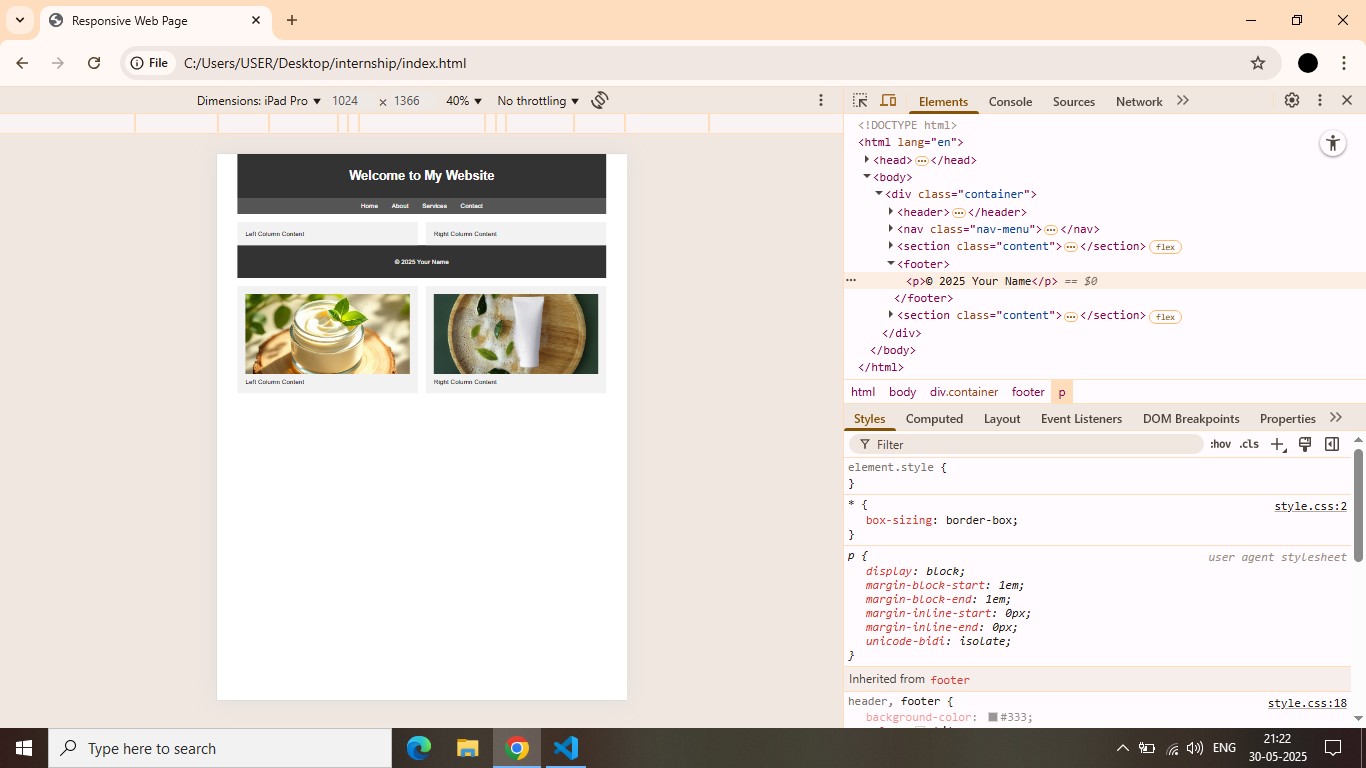 Responsive Web Page
File C:/Users/USER/Desktop/internship/index.html
Dimensions: iPad Pro 1024 × 1366 40% No throttling
Welcome to My Website
Home About Services Contact
Left Column Content Right Column Content
© 2025 Your Name
Left Column Content Right Column Content
Elements Console Sources Network
<!DOCTYPE html>
<html lang="en">
<head> </head>
<body>
<div class="container">
<header> </header>
<nav class="nav-menu"> </nav>
<section class="content"> </section> flex
<footer>
<p>© 2025 Your Name</p> == $0
</footer>
<section class="content"> </section> flex
</div>
</body>
</html>
html body div.container footer p
Styles Computed Layout Event Listeners DOM Breakpoints Properties
Filter :hov .cls
element.style {
}
* { style.css:2
box-sizing: border-box;
}
p { user agent stylesheet
display: block;
margin-block-start: 1em;
margin-block-end: 1em;
margin-inline-start: 0px;
margin-inline-end: 0px;
unicode-bidi: isolate;
}
Inherited from footer
header, footer { style.css:18
background-color: #333;
Type here to search
ENG 21:22
30-05-2025